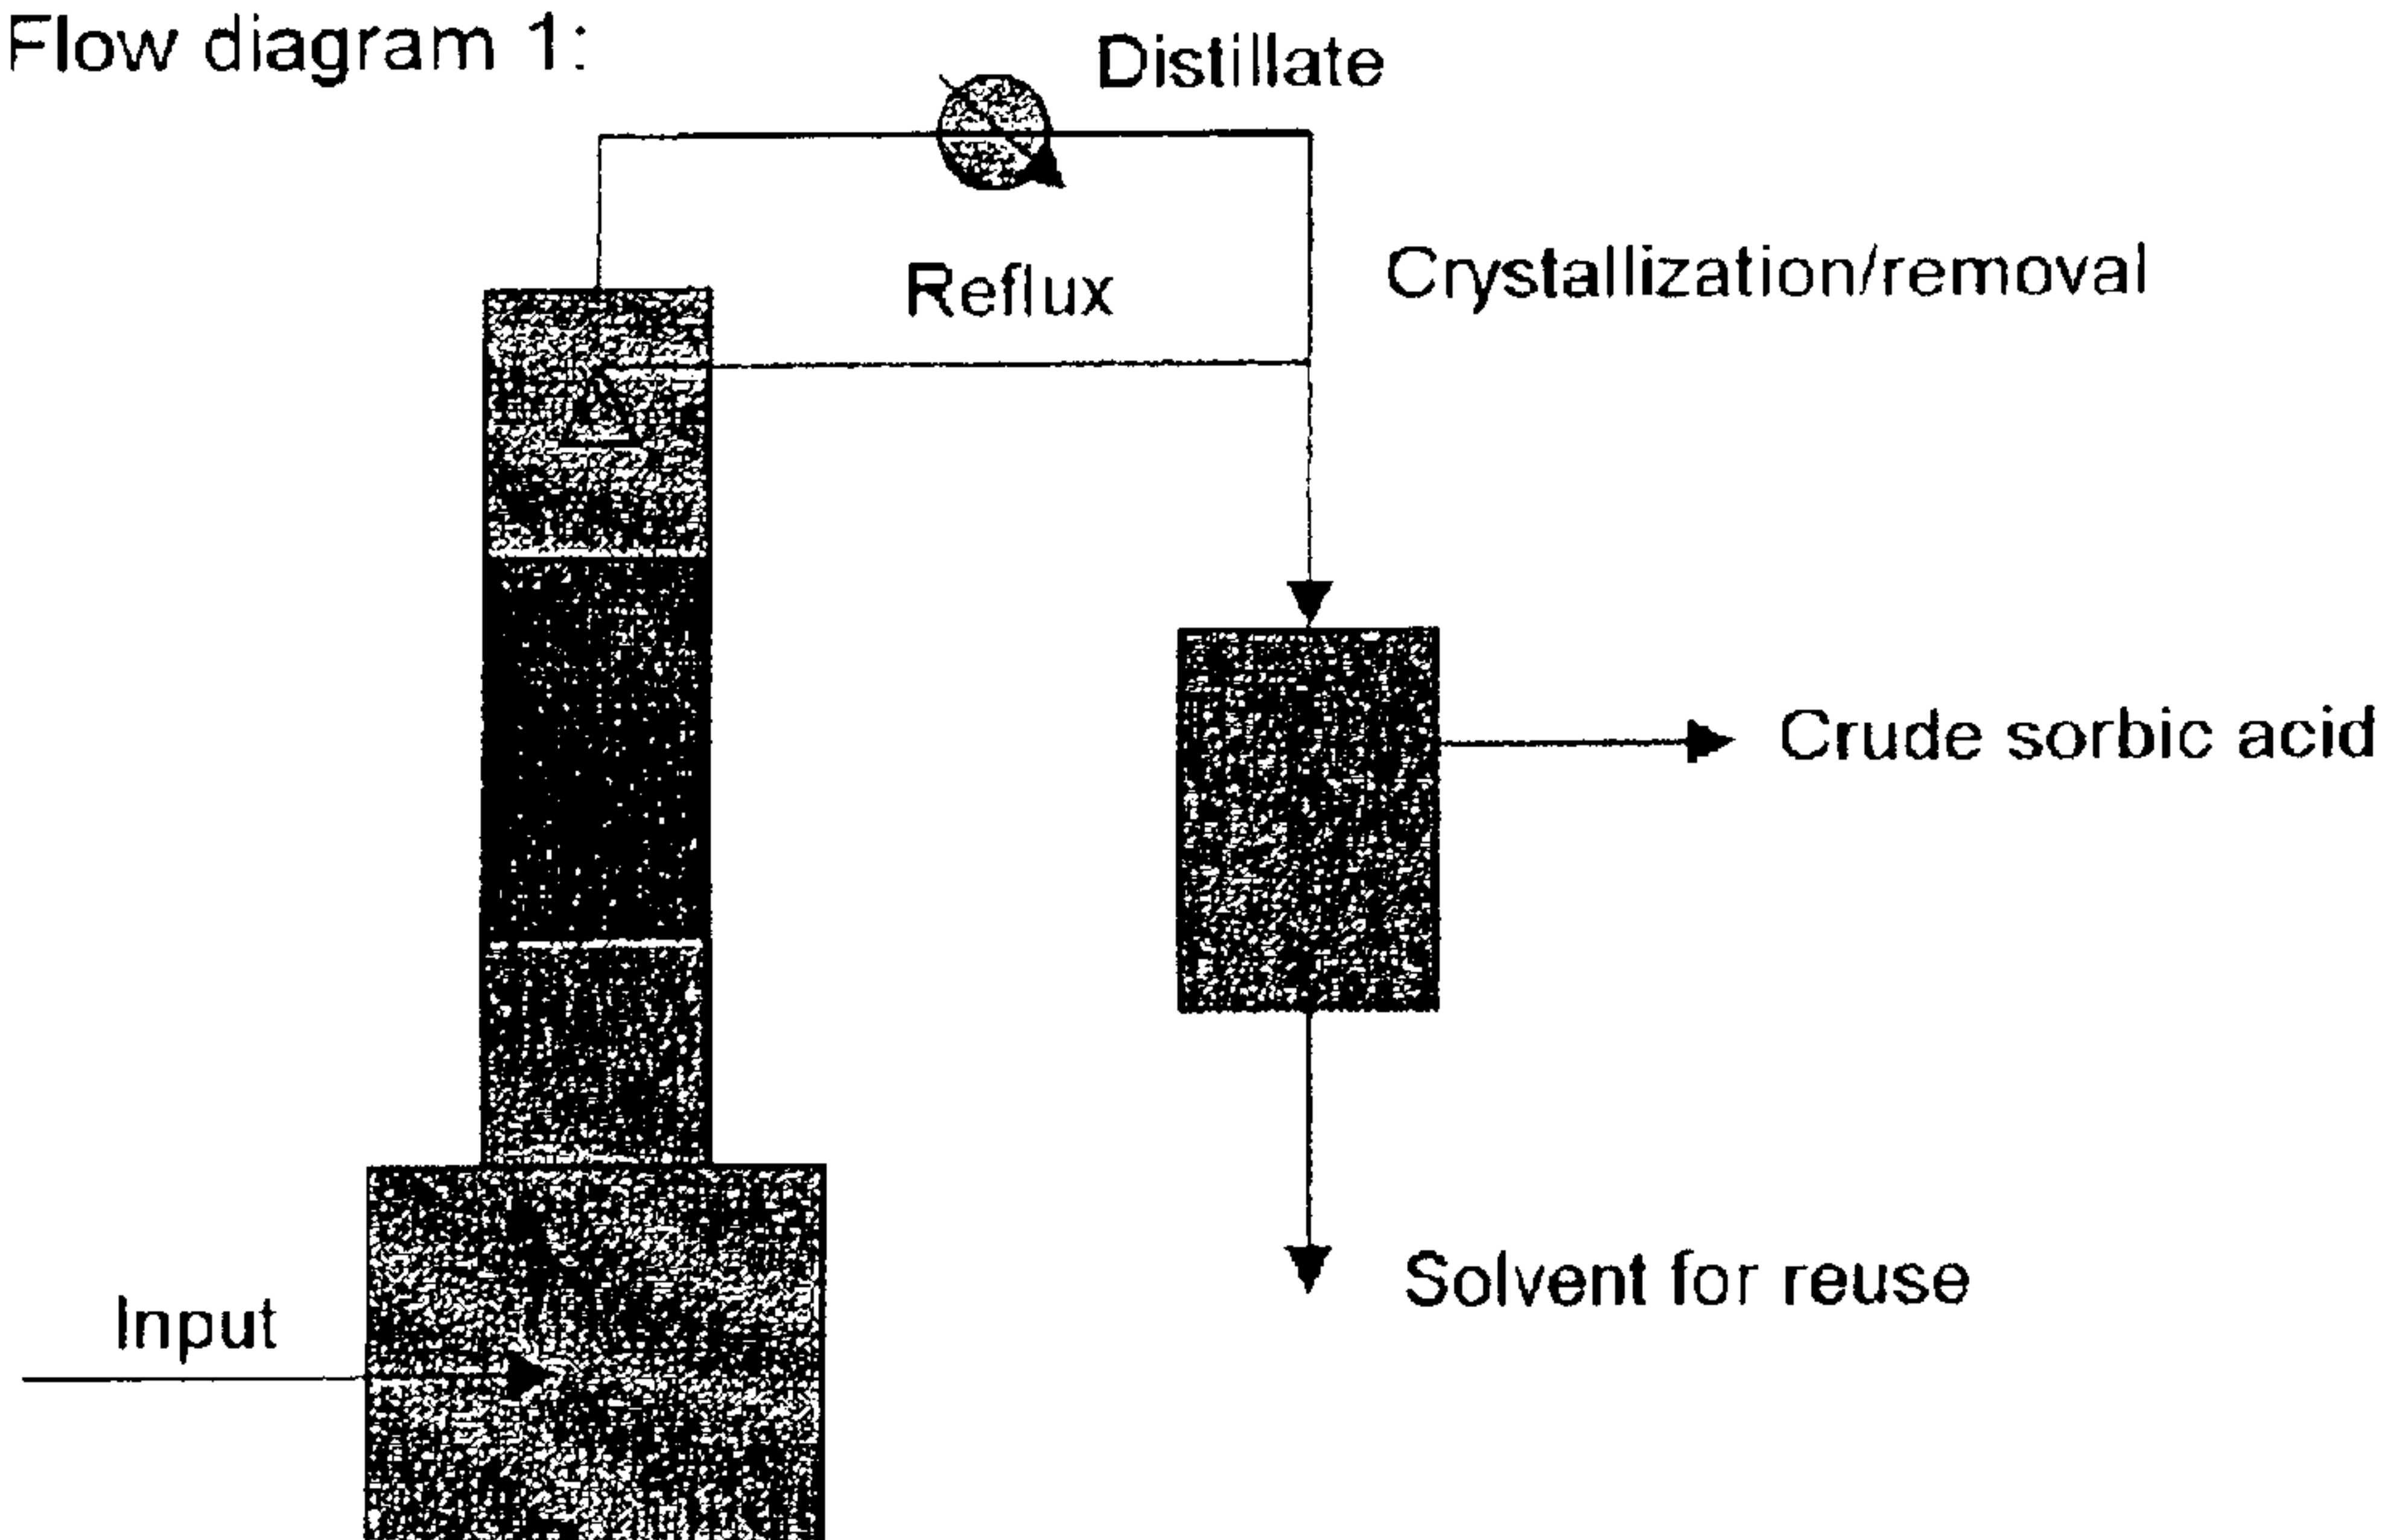 Flow diagram 1:
Distillate
Reflux
Crystallization/removal
Crude sorbic acid
Solvent for reuse
Input